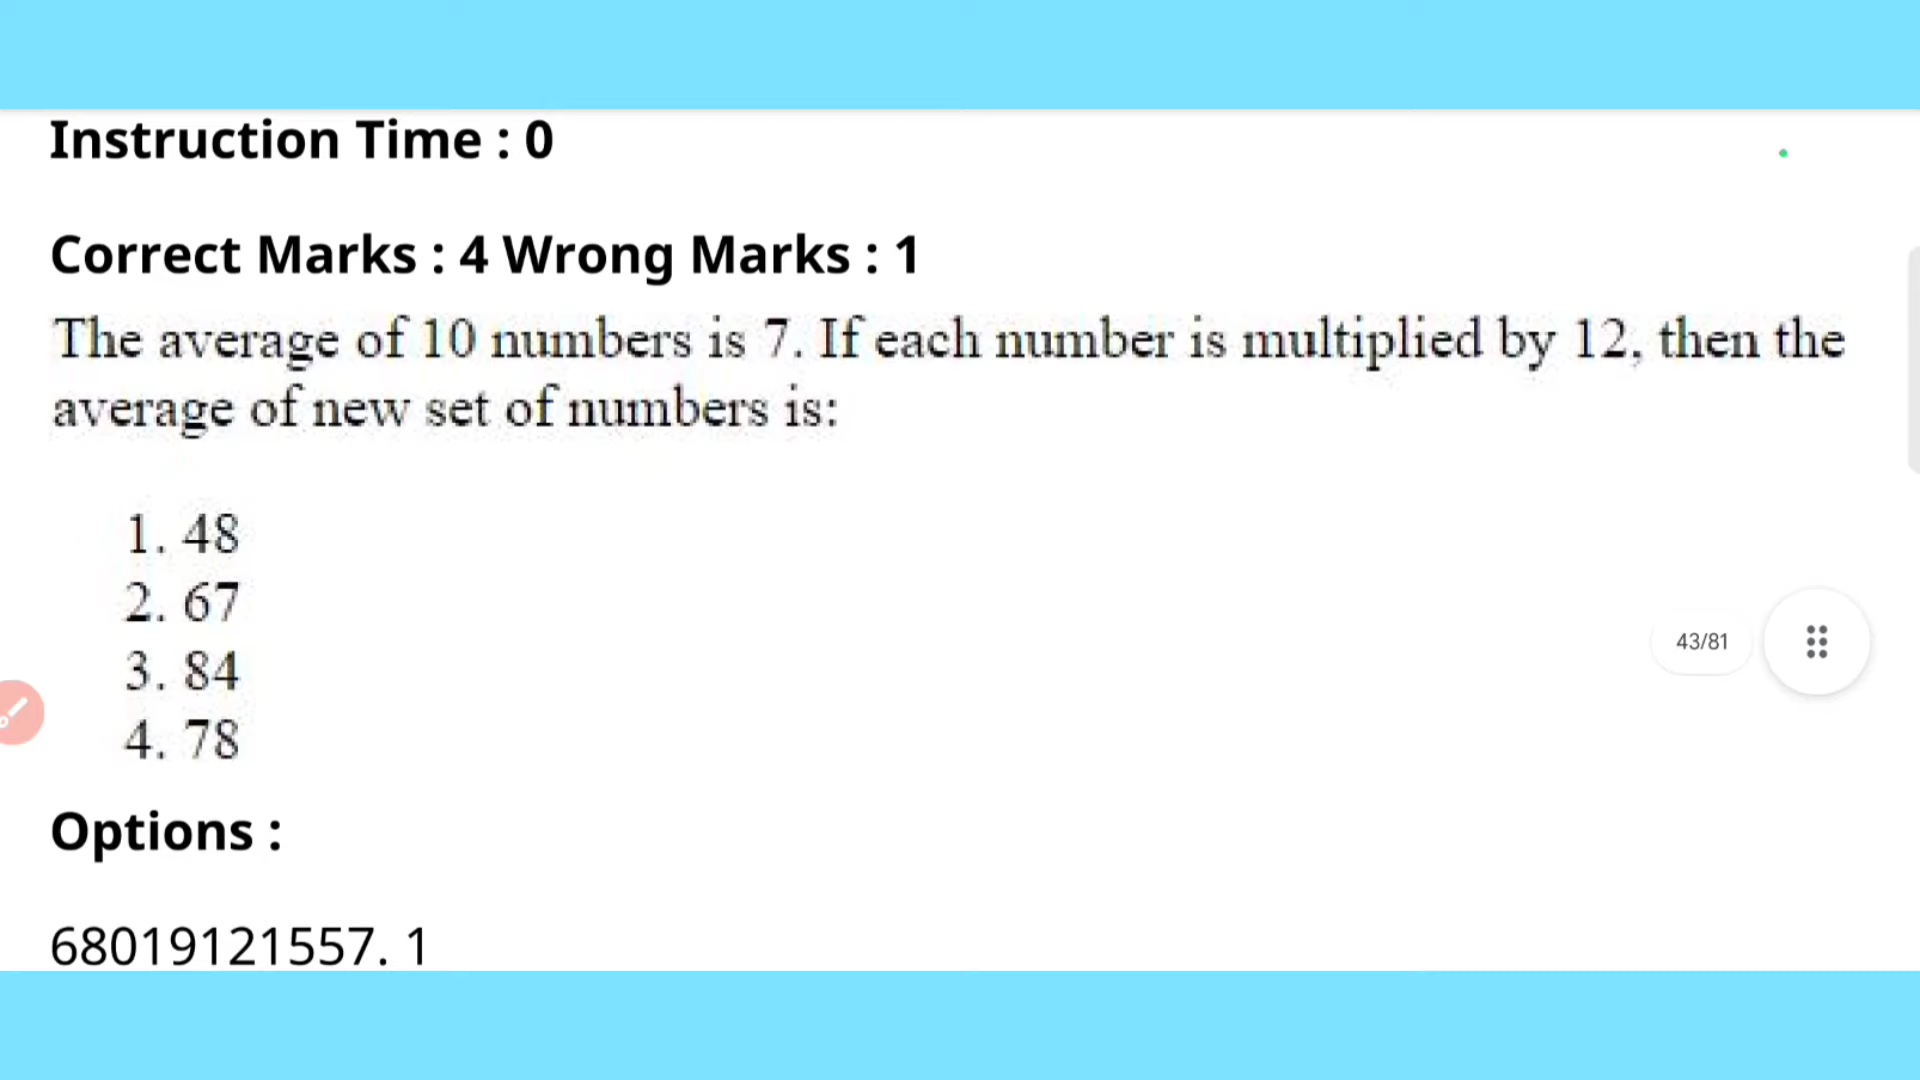 Instruction Time : 0
Correct Marks : 4 Wrong Marks : 1
The average of 10 numbers is 7. If each number is multiplied by 12, then the
average of new set of numbers is:
1. 48
2. 67
3. 84
4. 78
43/81
Options :
68019121557. 1